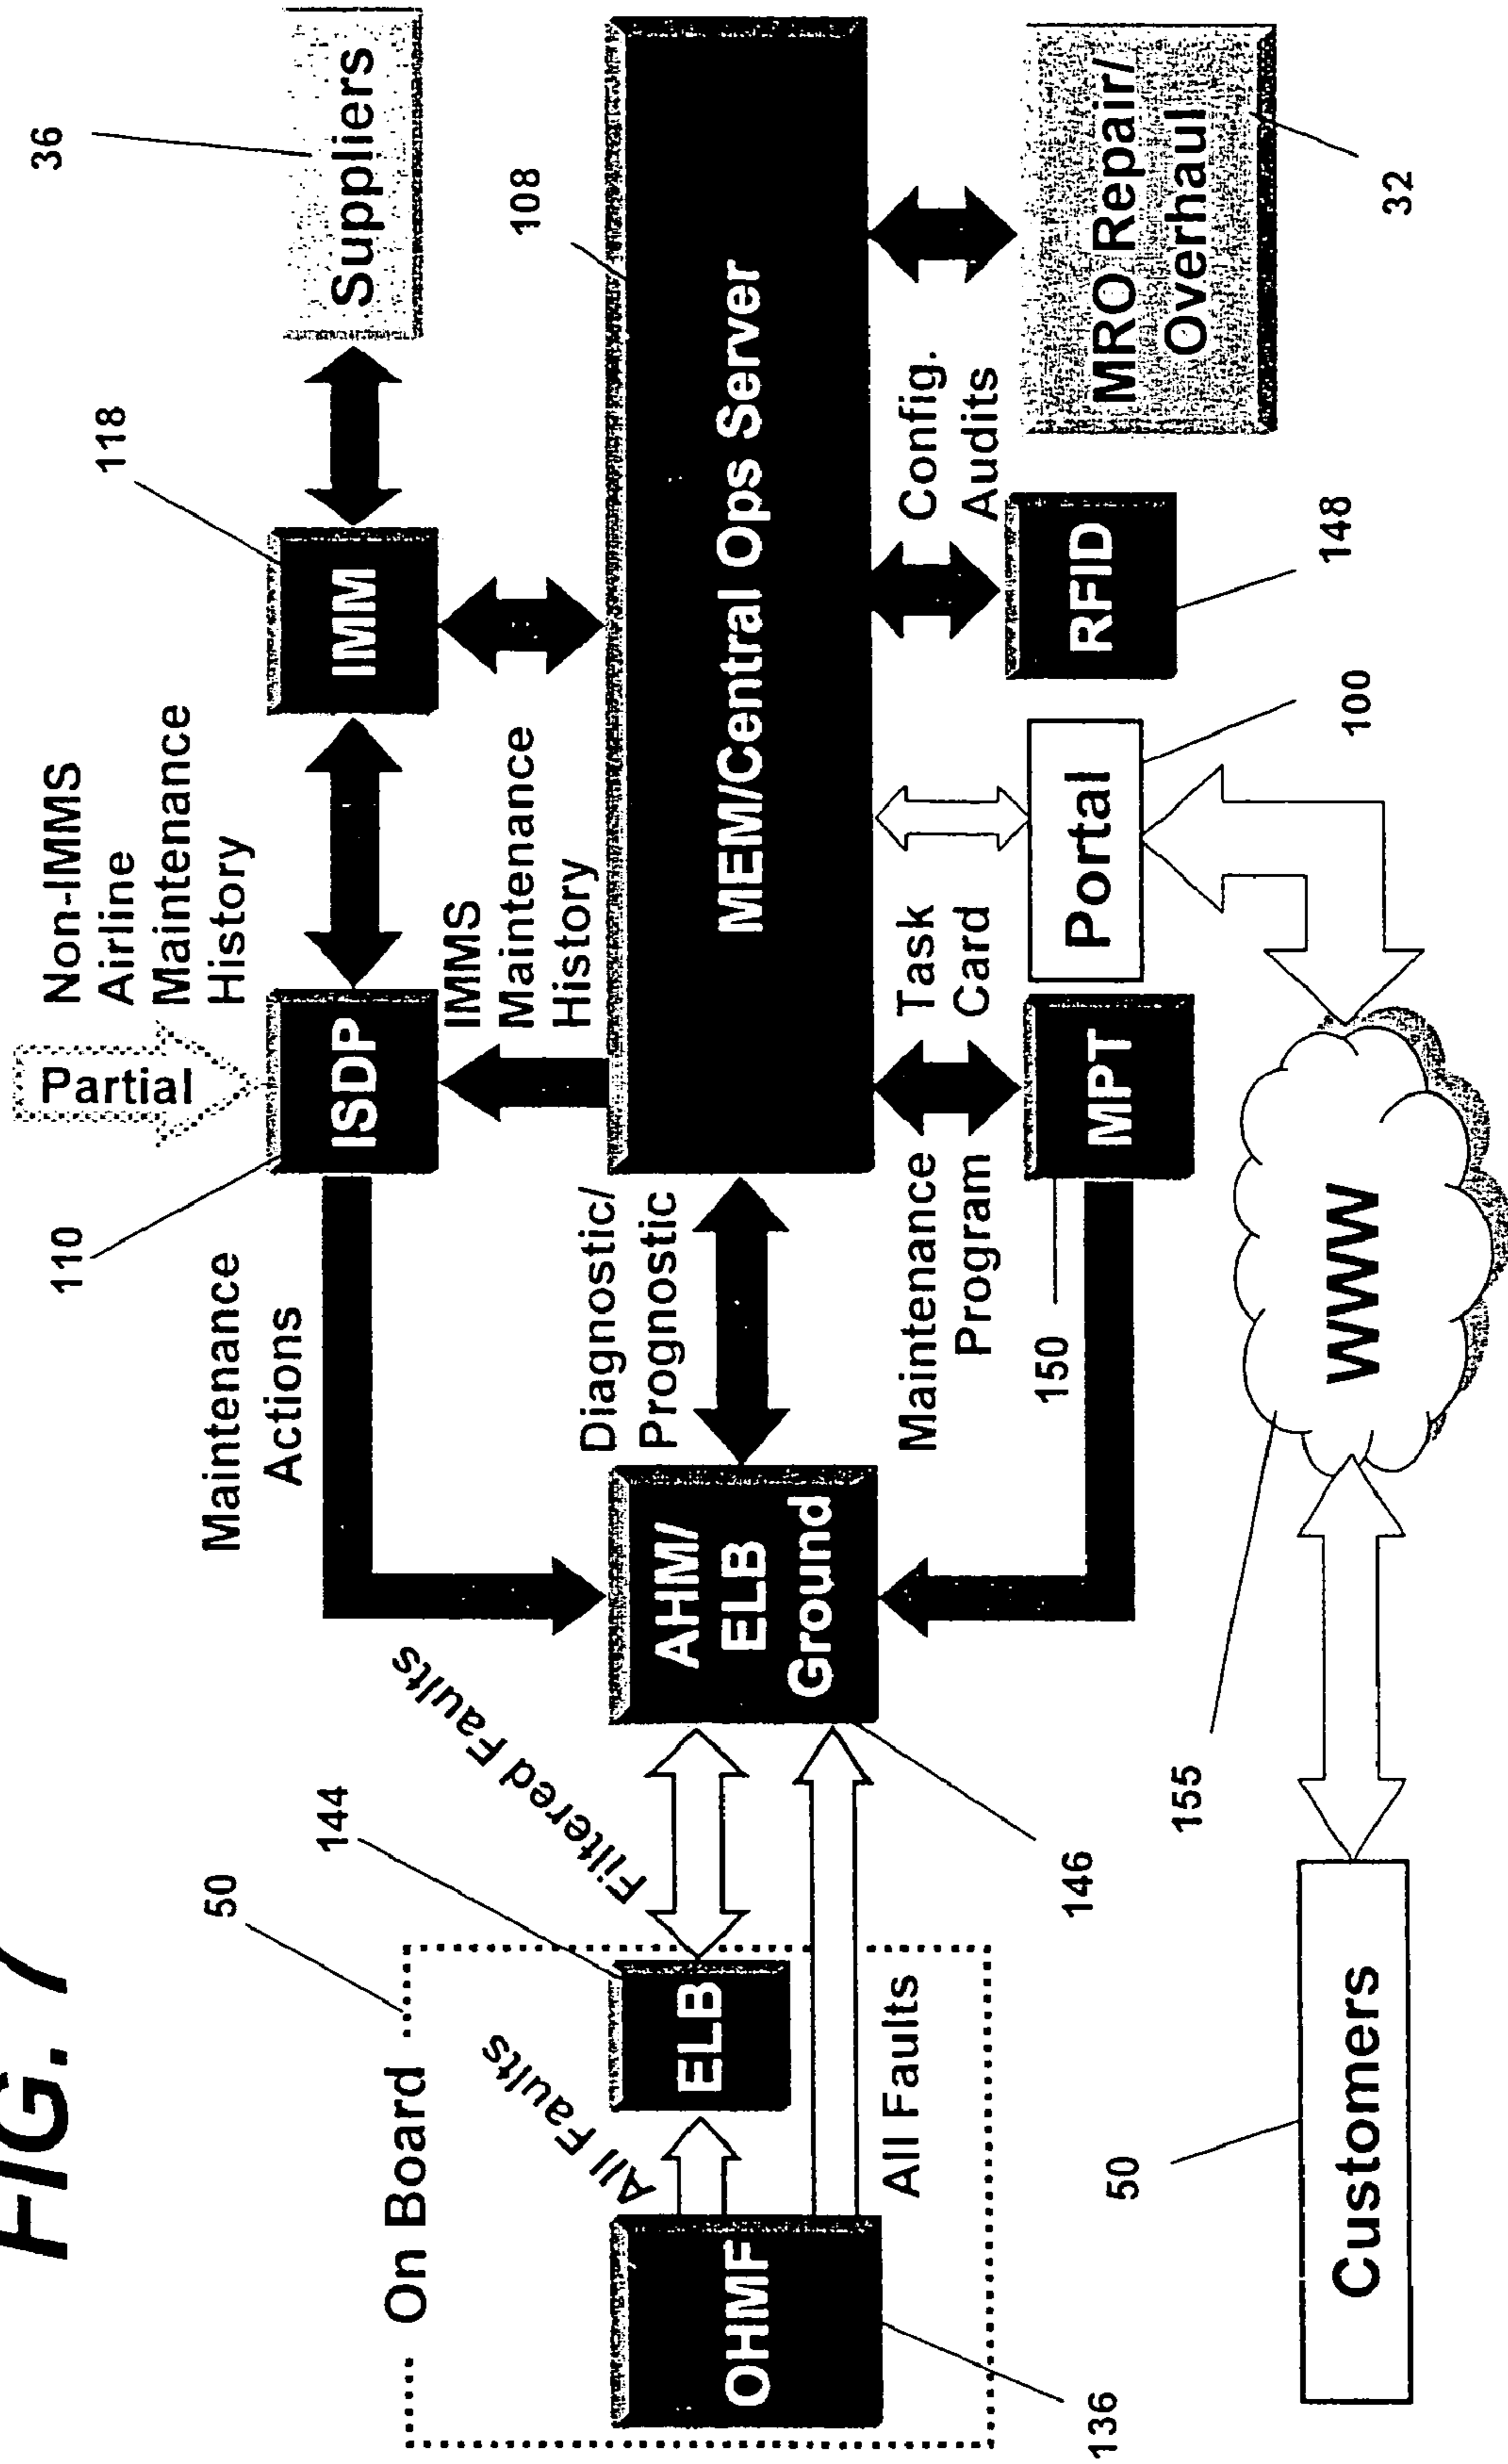 FIG. 7
Partial
Non-IMMS
Airline
Maintenance
History
36
110
118
Suppliers
ISDP
IMM
Maintenance
Actions
IMMS
Maintenance
History
108
50
144
On Board
All Faults
Filtered Faults
OHMF
ELB
AHM/
ELB
Ground
Diagnostic/
Prognostic
MEM/Central Ops Server
All Faults
136
146
Maintenance
Program
Task
Card
Config.
Audits
150
MPT
Portal
RFID
MRO Repair/
Overhaul
100
148
32
50
155
Customers
WWW